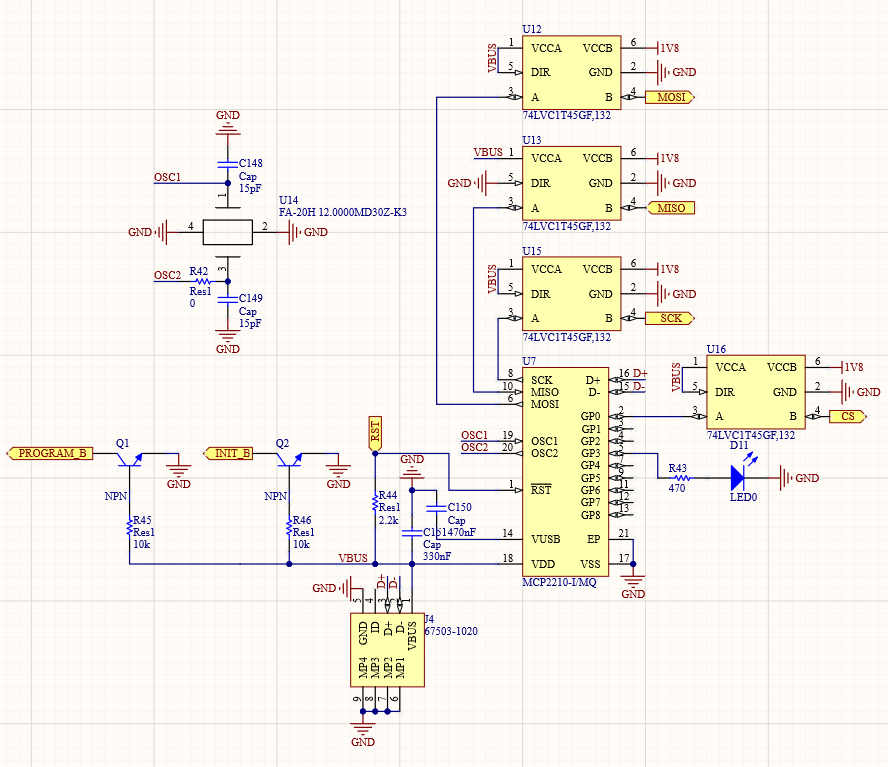 U12
VBUS
1 VCCA VCCB 6 1V8
5 DIR GND 2 GND
3 A B 4 MOSI
74LVC1T45GF,132
U13
VBUS 1 VCCA VCCB 6 1V8
GND 5 DIR GND 2 GND
3 A B 4 MISO
74LVC1T45GF,132
U15
VBUS
1 VCCA VCCB 6 1V8
5 DIR GND 2 GND
3 A B 4 SCK
74LVC1T45GF,132
GND
C148
Cap
15pF
OSC1
1
U14
FA-20H 12.0000MD30Z-K3
GND 4 2 GND
3
OSC2
R42
Res1
0
C149
Cap
15pF
GND
U7
8 SCK D+ 16 D+
10 MISO D- 15 D-
6 MOSI
GP0 2
GP1 3
OSC1 19 OSC1 GP2 4
OSC2 20 OSC2 GP3
GP4 7
GP5 9
1 RST GP6 11
GP7 12
GP8 13
14 VUSB EP 21
18 VDD VSS 17
MCP2210-I/MQ
GND
U16
VBUS
1 VCCA VCCB 6 1V8
5 DIR GND 2 GND
3 A B 4 CS
74LVC1T45GF,132
D11
R43
470
LED0
GND
PROGRAM_B
Q1
NPN
GND
R45
Res1
10k
INIT_B
Q2
NPN
GND
R46
Res1
10k
RST
R44
Res1
2.2k
GND
C150
Cap
470nF
C151
Cap
330nF
VBUS
GND
D+
D-
5 4 3 2 1
GND ID D+ D- VBUS
J4
67503-1020
MP4 MP3 MP2 MP1
9 8 7 6
GND